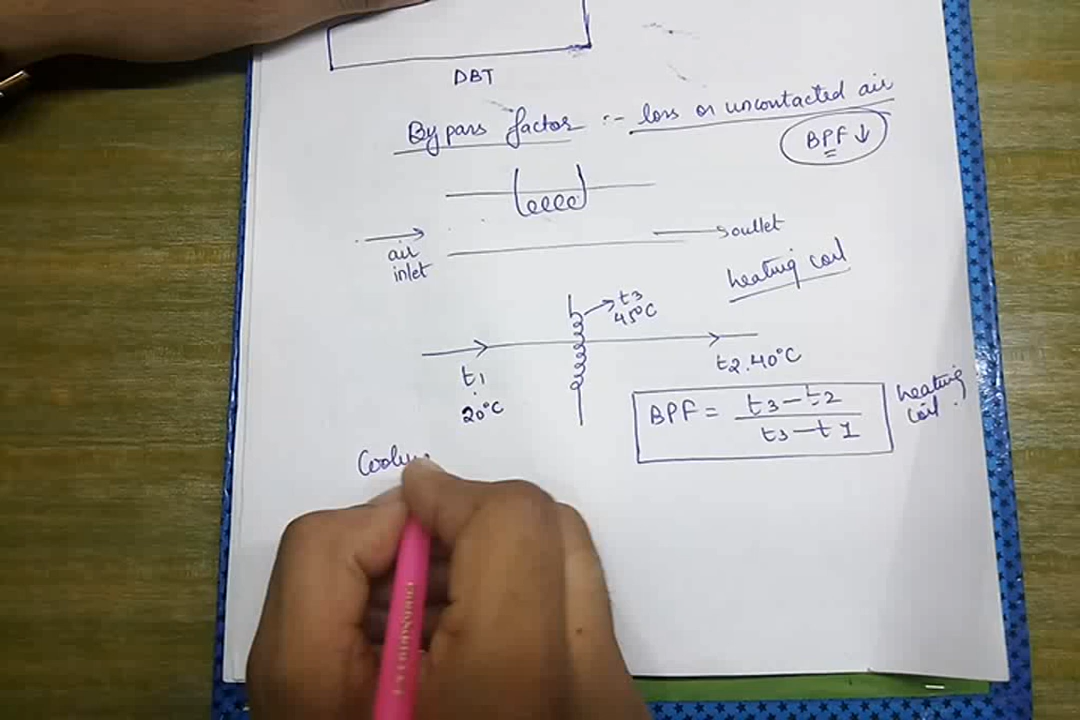 DBT
By pass factor :- loss or uncontacted air
BPF ↓
air
inlet
outlet
heating coil
t3
45°C
t1
20°C
t2.40°C
BPF = t3-t2
t3-t1
heating
coil.